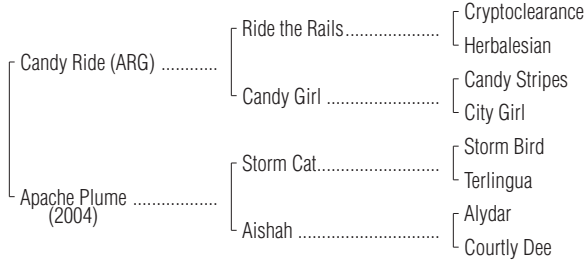 Cryptoclearance
Ride the Rails....................
Herbalesian
Candy Ride (ARG) ............
Candy Stripes
Candy Girl ........................
City Girl
Storm Bird
Storm Cat..........................
Terlingua
Apache Plume ..................
(2004)
Alydar
Aishah ..............................
Courtly Dee